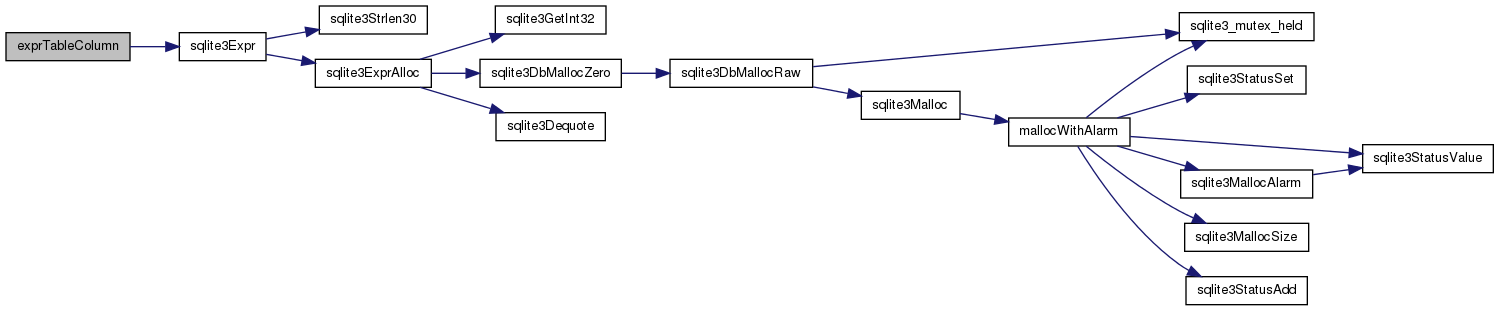 exprTableColumn
sqlite3Expr
sqlite3Strlen30
sqlite3ExprAlloc
sqlite3GetInt32
sqlite3DbMallocZero
sqlite3Dequote
sqlite3DbMallocRaw
sqlite3Malloc
mallocWithAlarm
sqlite3_mutex_held
sqlite3StatusSet
sqlite3StatusValue
sqlite3MallocAlarm
sqlite3MallocSize
sqlite3StatusAdd